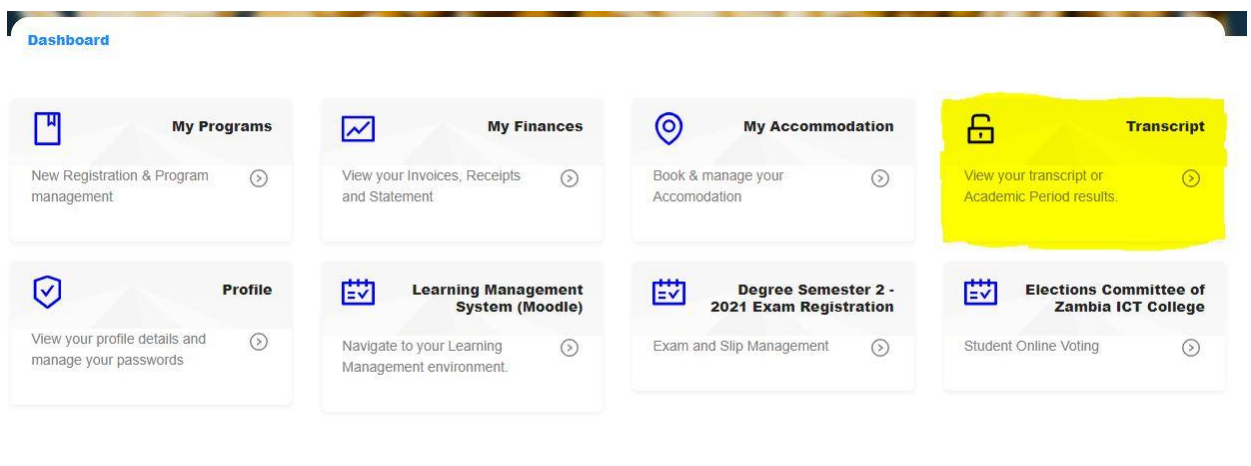 Dashboard
My Programs
New Registration & Program
management
My Finances
View your Invoices, Receipts
and Statement
My Accommodation
Book & manage your
Accomodation
Transcript
View your transcript or
Academic Period results.
Profile
View your profile details and
manage your passwords
Learning Management
System (Moodle)
Navigate to your Learning
Management environment.
Degree Semester 2 -
2021 Exam Registration
Exam and Slip Management
Elections Committee of
Zambia ICT College
Student Online Voting